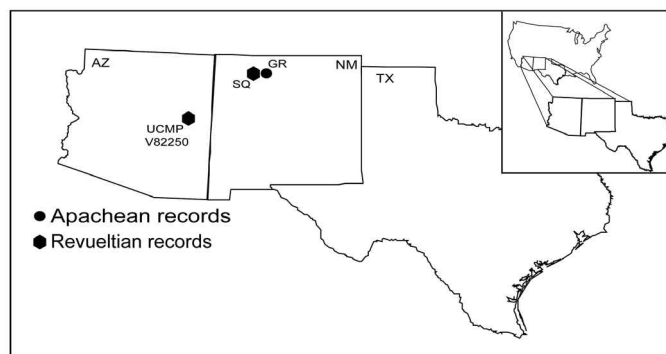 AZ
GR
NM
SQ
TX
UCMP
V82250
Apachean records
Revueltian records